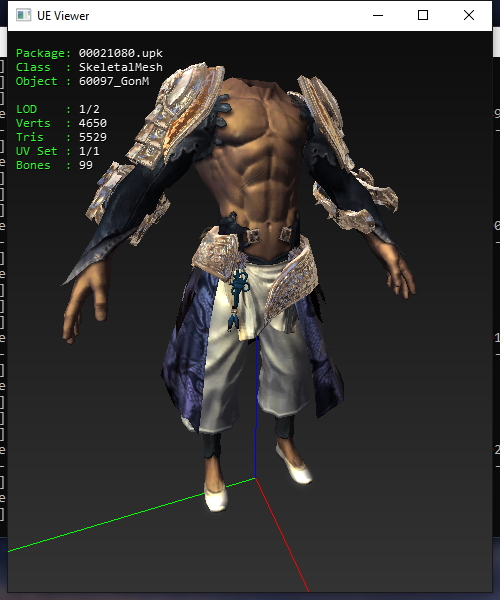 UE Viewer
Package: 00021080.upk
Class : SkeletalMesh
Object : 60097_GonM
LOD : 1/2
Verts : 4650
Tris : 5529
UV Set : 1/1
Bones : 99